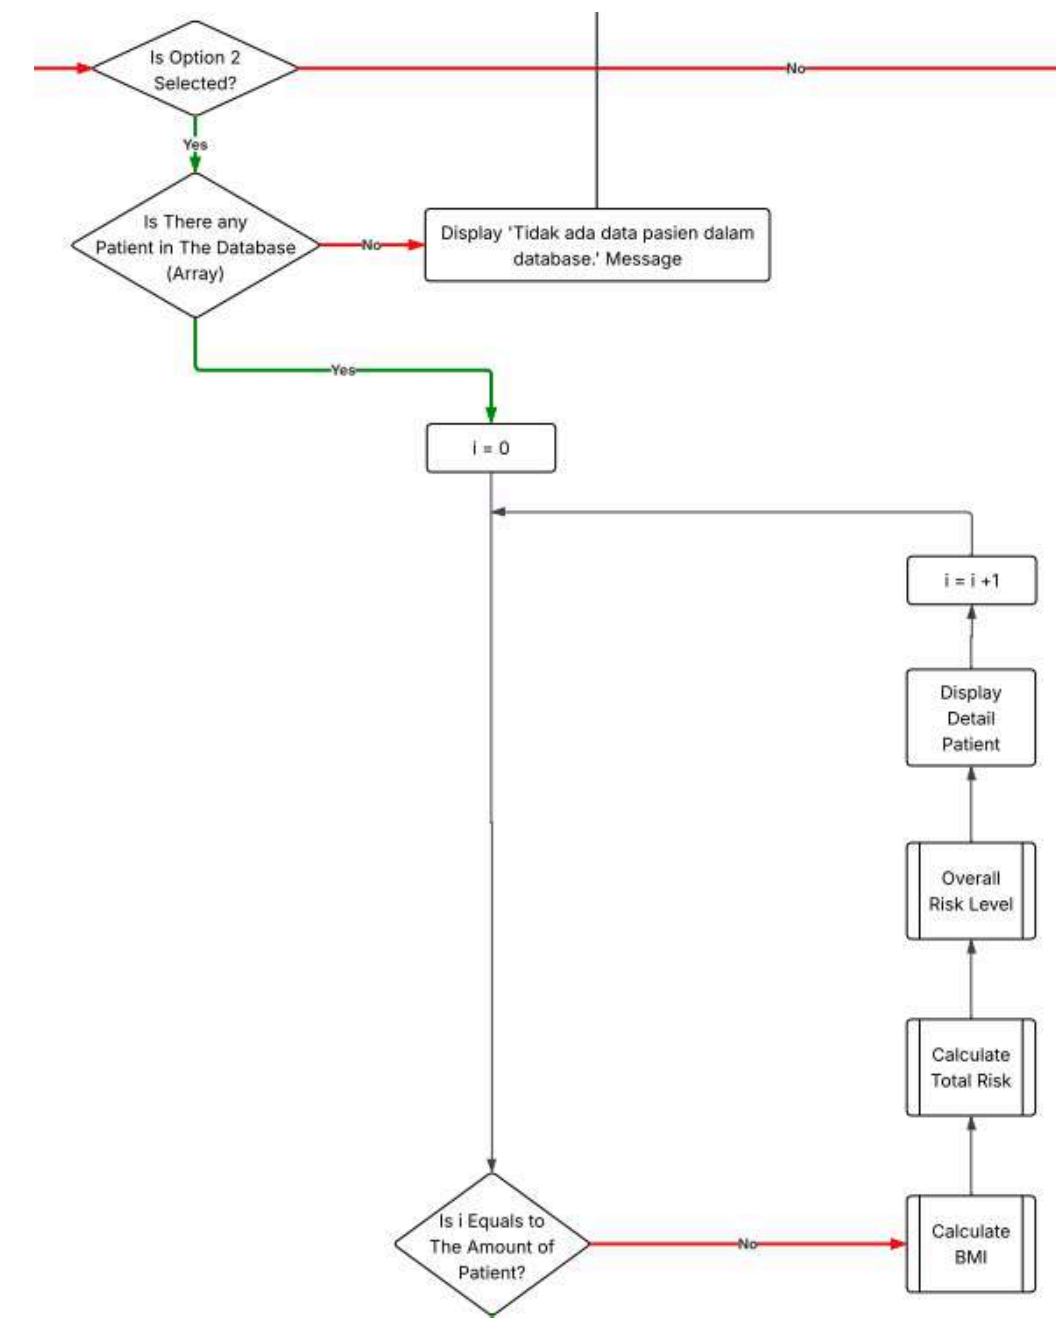 Is Option 2
Selected?
No
Yes
Is There any
Patient in The Database
(Array)
No
Display 'Tidak ada data pasien dalam
database.' Message
Yes
i = 0
i = i +1
Display
Detail
Patient
Overall
Risk Level
Calculate
Total Risk
Is i Equals to
The Amount of
Patient?
No
Calculate
BMI